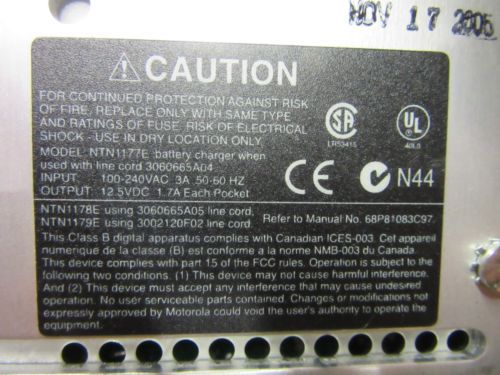 NOV 17 2005
CAUTION
FOR CONTINUED PROTECTION AGAINST RISK
OF FIRE, REPLACE ONLY WITH SAME TYPE
AND RATINGS OF FUSE. RISK OF ELECTRICAL
SHOCK - USE IN DRY LOCATION ONLY.
MODEL: NTN1177E battery charger when
used with line cord 3060665A04
INPUT: 100-240VAC 3A 50-60 HZ
OUTPUT: 12.5VDC 1.7A Each Pocket
SA
LR53415
UL
40L3
CE
N44
NTN1178E using 3060665A05 line cord.
NTN1179E using 3002120F02 line cord.
Refer to Manual No. 68P81083C97.
This Class B digital apparatus complies with Canadian ICES-003. Cet appareil
numerique de la classe (B) est conforme a la norme NMB-003 du Canada.
This device complies with part 15 of the FCC rules. Operation is subject to the
following two conditions. (1) This device may not cause harmful interference.
And (2) This device must accept any interference that may cause undesired
operation. No user serviceable parts contained. Changes or modifications not
expressly approved by Motorola could void the user's authority to operate the
equipment.